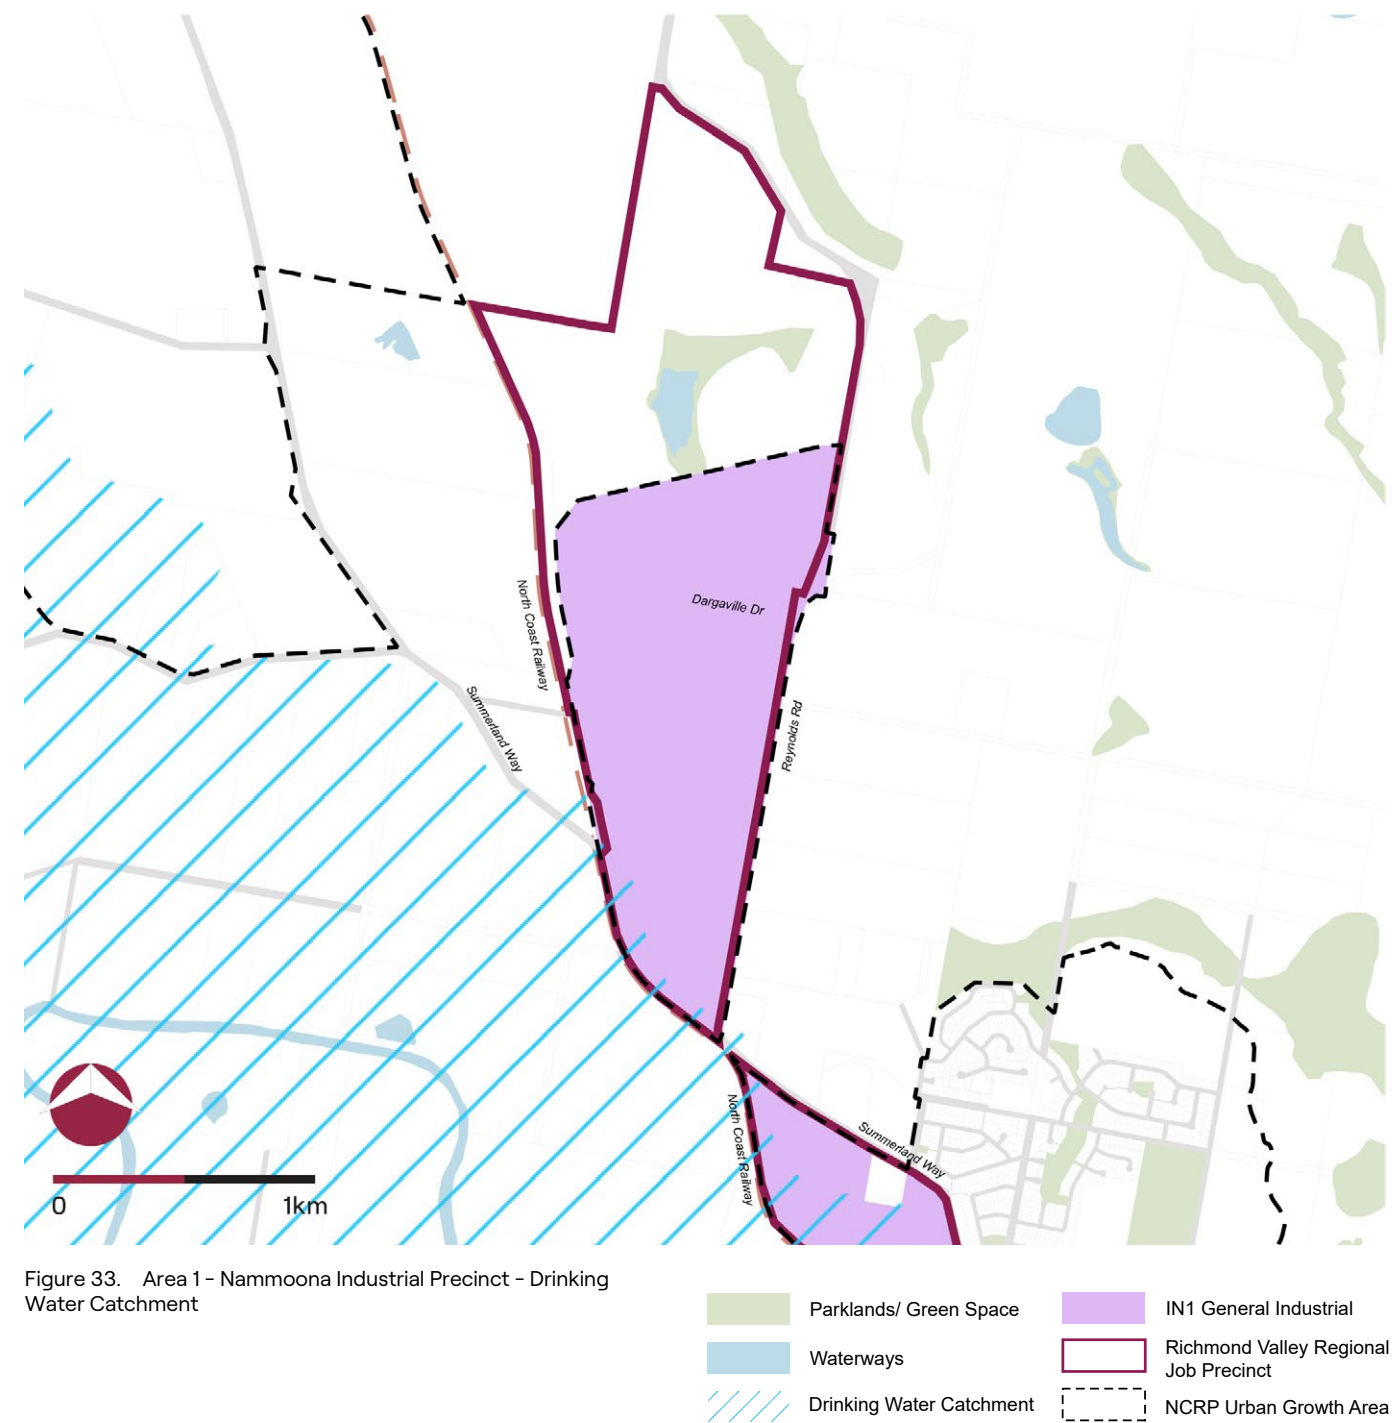 Dargaville Dr
North Coast Railway
Summerland Way
Reynolds Rd
North Coast Railway
Summerland Way
0
1km
Figure 33. Area 1 - Nammoona Industrial Precinct - Drinking
Water Catchment
Parklands/ Green Space
Waterways
Drinking Water Catchment
IN1 General Industrial
Richmond Valley Regional
Job Precinct
NCRP Urban Growth Area